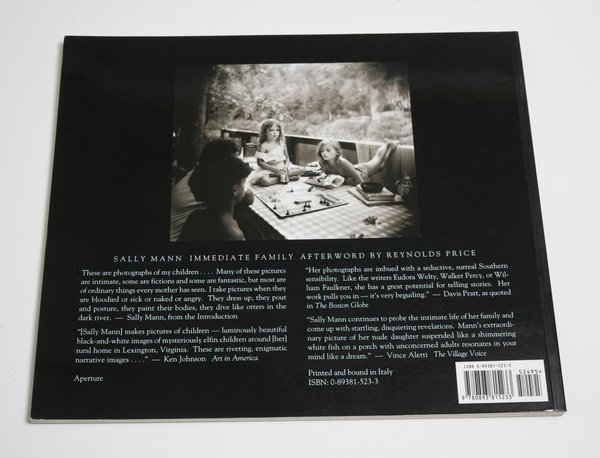 SALLY MANN IMMEDIATE FAMILY AFTERWORD BY REYNOLDS PRICE
These are photographs of my children . . . . Many of these pictures
are intimate, some are fictions and some are fantastic, but most are
of ordinary things every mother has seen. I take pictures when they
are bloodied or sick or naked or angry. They dress up, they pout
and posture, they paint their bodies, they dive like otters in the
dark river. — Sally Mann, from the Introduction
“[Sally Mann] makes pictures of children — luminously beautiful
black-and-white images of mysteriously elfin children around [her]
rural home in Lexington, Virginia. These are riveting, enigmatic
narrative images . . . .” — Ken Johnson Art in America
Aperture
“Her photographs are imbued with a seductive, surreal Southern
sensibility. Like the writers Eudora Welty, Walker Percy, or Wil-
liam Faulkner, she has a great potential for telling stories. Her
work pulls you in — it’s very beguiling.” — Davis Pratt, as quoted
in The Boston Globe
“Sally Mann continues to probe the intimate life of her family and
come up with startling, disquieting revelations. Mann’s extraordi-
nary picture of her nude daughter suspended like a shimmering
white fish on a porch with unconcerned adults resonates in your
mind like a dream.” — Vince Aletti The Village Voice
Printed and bound in Italy
ISBN: 0-89381-523-3
ISBN 0-89381-523-3
52495>
9 780893 815233